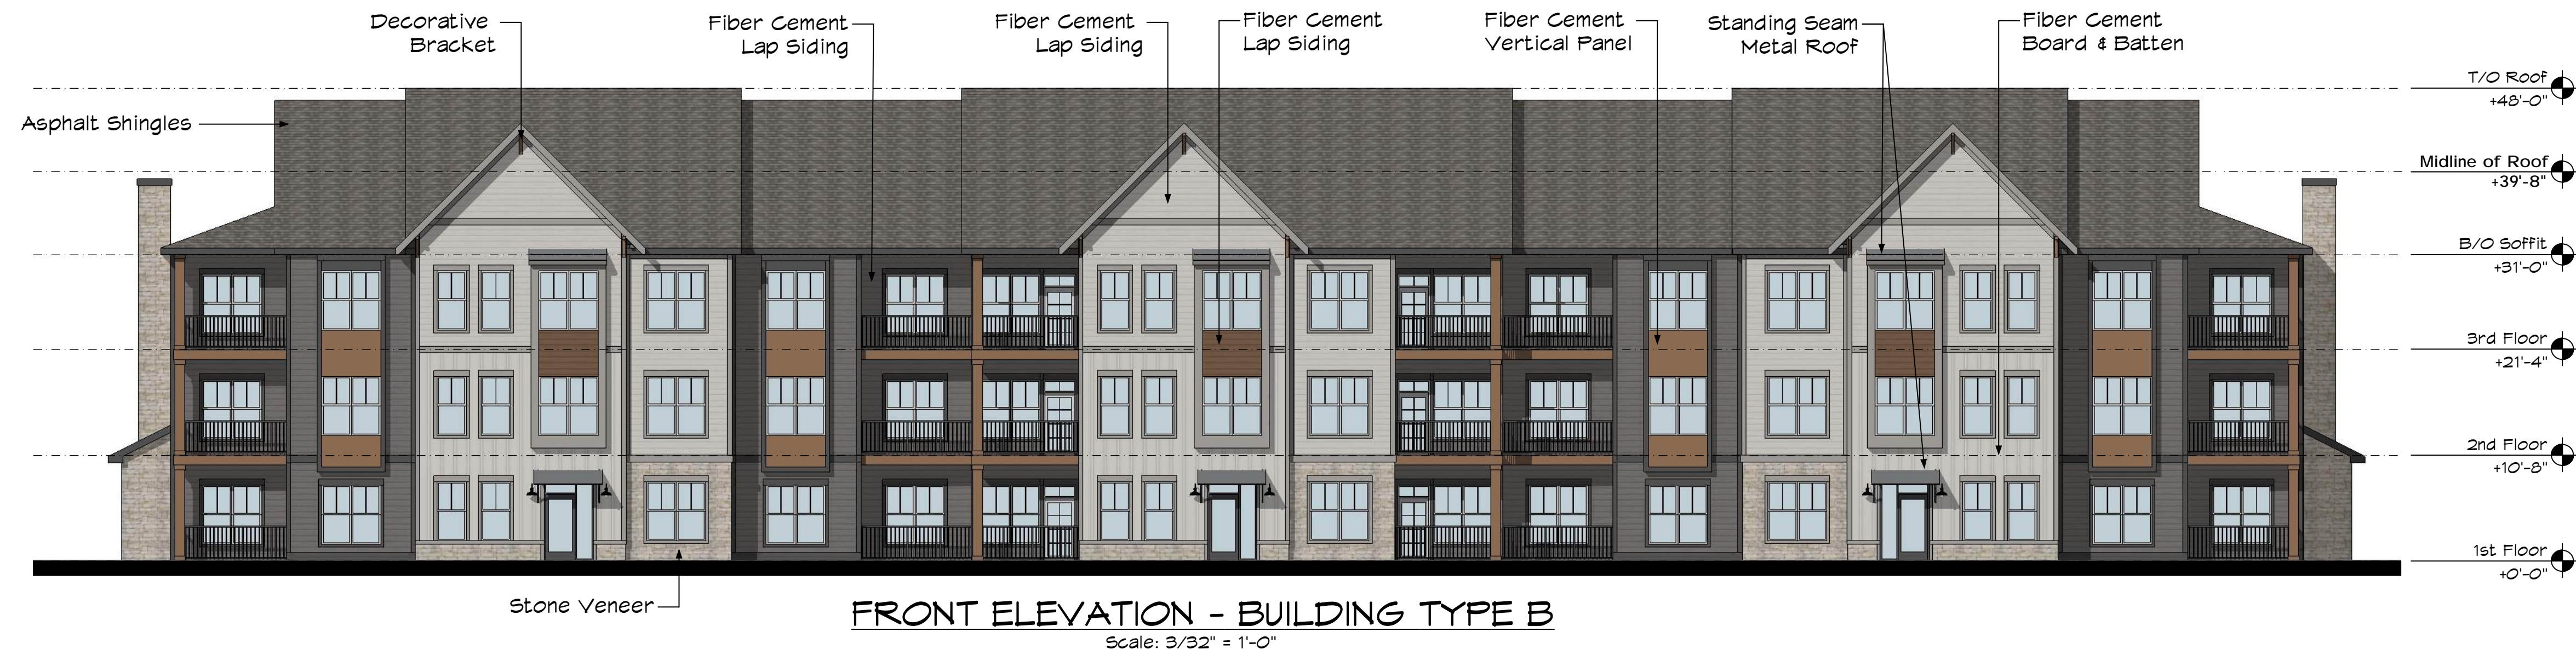 Decorative
Bracket
Fiber Cement
Lap Siding
Fiber Cement
Lap Siding
Fiber Cement
Lap Siding
Fiber Cement
Vertical Panel
Standing Seam
Metal Roof
Fiber Cement
Board & Batten
Asphalt Shingles
T/O Roof
+48'-0"
Midline of Roof
+39'-8"
B/O Soffit
+31'-0"
3rd Floor
+21'-4"
2nd Floor
+10'-8"
1st Floor
+0'-0"
Stone Veneer
FRONT ELEVATION - BUILDING TYPE B
Scale: 3/32" = 1'-0"